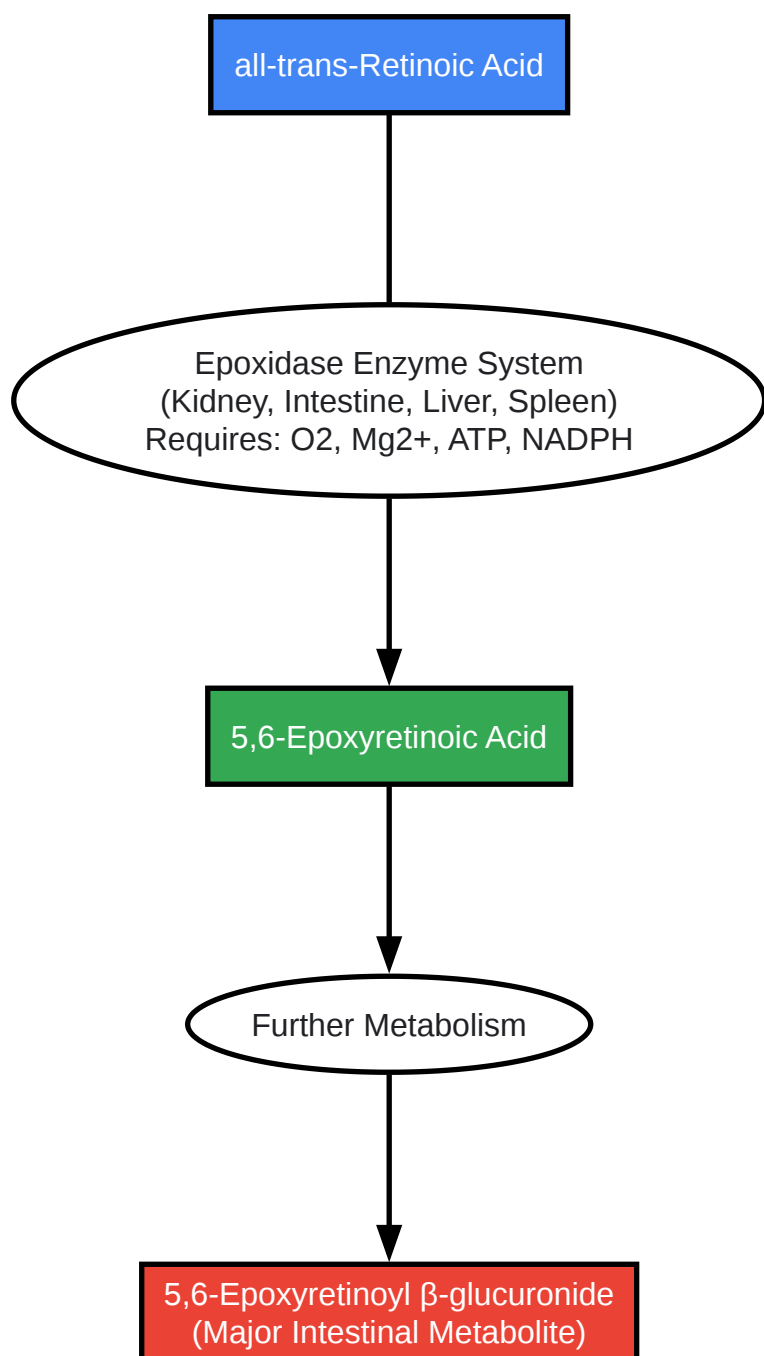 all-trans-Retinoic Acid
Epoxidase Enzyme System
(Kidney, Intestine, Liver, Spleen)
Requires: O2, Mg2+, ATP, NADPH
5,6-Epoxyretinoic Acid
Further Metabolism
5,6-Epoxyretinoyl β-glucuronide
(Major Intestinal Metabolite)